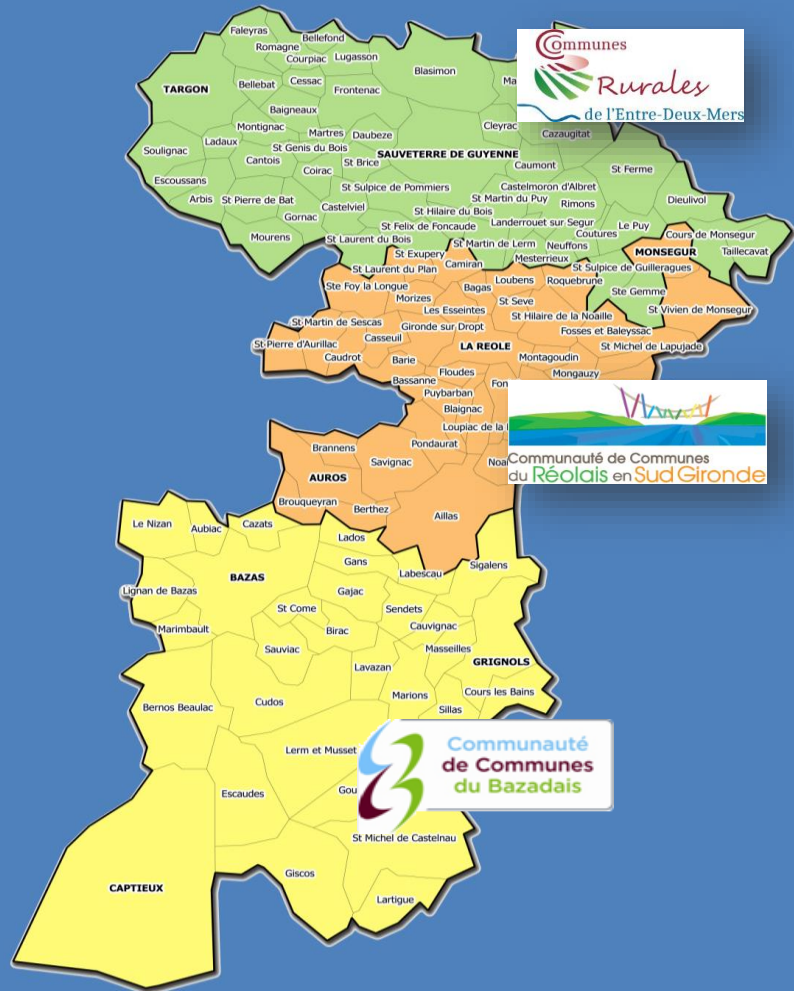 Faleyras
Bellefond
Romagne
Courpiac
Lugasson
Blasimon
Communes
Rurales
de l'Entre-Deux-Mers
TARGON
Bellebat
Cessac
Frontenac
Baigneaux
Montignac
Martres
Daubeze
Cleyrac
Cazaugitat
Soulignac
Ladaux
St Genis du Bois
Cantois
St Brice
SAUVETERRE DE GUYENNE
Coirac
Caumont
St Ferme
Escoussans
Arbis
St Pierre de Bat
St Sulpice de Pommiers
Castelmoron d'Albret
St Martin du Puy
Rimons
Dieulivol
Castelviel
Gornac
St Hilaire du Bois
Landerrouet sur Segur
Le Puy
St Felix de Foncaude
Coutures
Cours de Monsegur
Mourens
St Laurent du Bois
St Martin de Lerm
Neuffons
MONSEGUR
Taillecavat
St Exupery
Camiran
Mesterrieux
St Laurent du Plan
St Sulpice de Guilleragues
Loubens
Roquebrune
Ste Foy la Longue
Bagas
Ste Gemme
Morizes
St Seve
Les Esseintes
St Hilaire de la Noaille
St Vivien de Monsegur
St Martin de Sescas
Gironde sur Dropt
Fosses et Baleyssac
Casseuil
St Pierre d'Aurillac
LA REOLE
St Michel de Lapujade
Caudrot
Barie
Montagoudin
Floudes
Mongauzy
Bassanne
Fon
Puybarban
Blaignac
Loupiac de la
Pondaurat
Communauté de Communes
du Réolais en Sud Gironde
Brannens
Savignac
Noa
AUROS
Brouqueyran
Berthez
Aillas
Le Nizan
Aubiac
Cazats
Lados
Gans
Labescau
Sigalens
BAZAS
Lignan de Bazas
Gajac
St Come
Sendets
Marimbault
Birac
Cauvignac
Sauviac
Masseilles
GRIGNOLS
Lavazan
Bernos Beaulac
Cudos
Marions
Cours les Bains
Sillas
Lerm et Musset
Communauté
de Communes
du Bazadais
Escaudes
Gou
St Michel de Castelnau
Giscos
CAPTIEUX
Lartigue